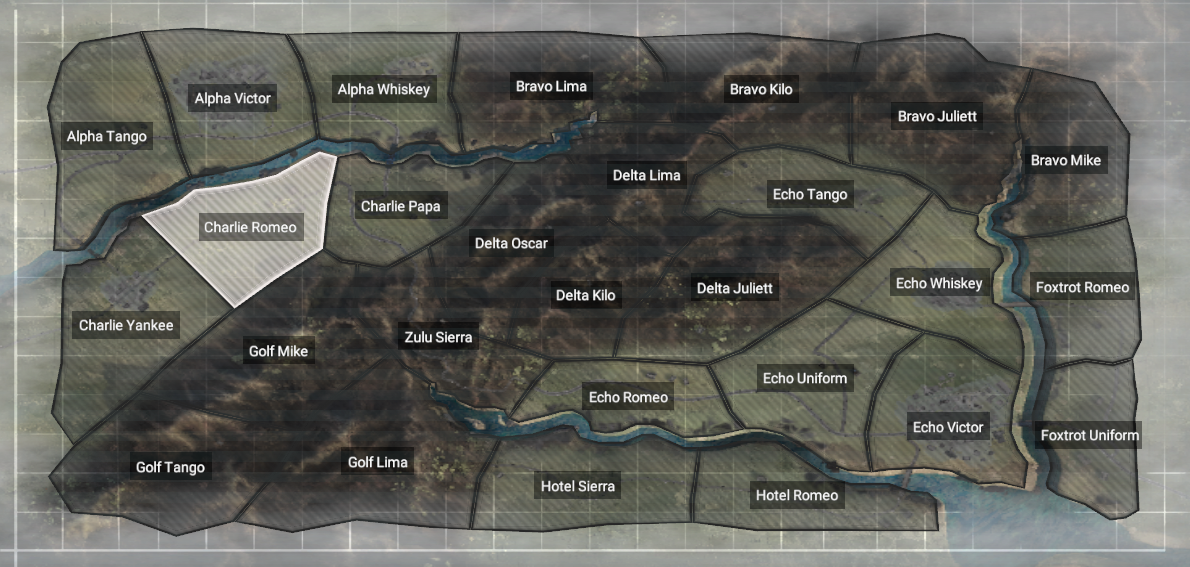 Bravo Lima
Alpha Whiskey
Bravo Kilo
Alpha Victor
Bravo Juliett
Alpha Tango
Bravo Mike
Delta Lima
Echo Tango
Charlie Papa
Charlie Romeo
Delta Oscar
Echo Whiskey
Foxtrot Romeo
Delta Juliett
Delta Kilo
Charlie Yankee
Zulu Sierra
Golf Mike
Echo Uniform
Echo Romeo
Echo Victor
Foxtrot Uniform
Golf Lima
Golf Tango
Hotel Sierra
Hotel Romeo